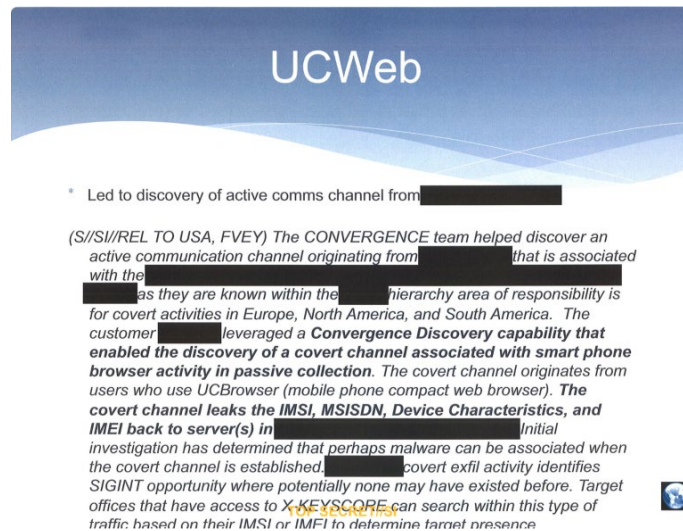 UCWeb
* Led to discovery of active comms channel from
(S//SI//REL TO USA, FVEY) The CONVERGENCE team helped discover an
active communication channel originating from that is associated
with the
as they are known within the hierarchy area of responsibility is
for covert activities in Europe, North America, and South America. The
customer leveraged a Convergence Discovery capability that
enabled the discovery of a covert channel associated with smart phone
browser activity in passive collection. The covert channel originates from
users who use UCBrowser (mobile phone compact web browser). The
covert channel leaks the IMSI, MSISDN, Device Characteristics, and
IMEI back to server(s) in Initial
investigation has determined that perhaps malware can be associated when
the covert channel is established. covert exfil activity identifies
SIGINT opportunity where potentially none may have existed before. Target
offices that have access to X-KEYSCORE can search within this type of
TOP SECRET//SI
traffic based on their IMSI or IMEI to determine target presence